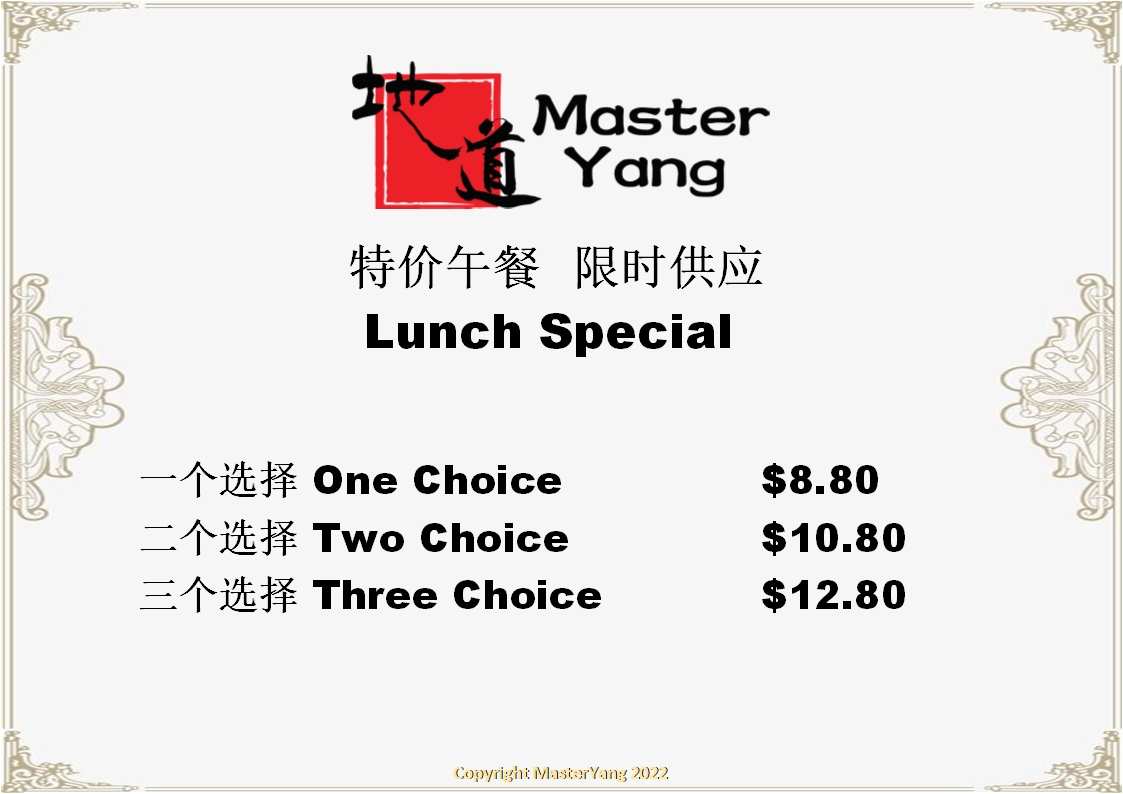 地道
Master
Yang
特价午餐 限时供应
Lunch Special
一个选择 One Choice $8.80
二个选择 Two Choice $10.80
三个选择 Three Choice $12.80
Copyright MasterYang 2022